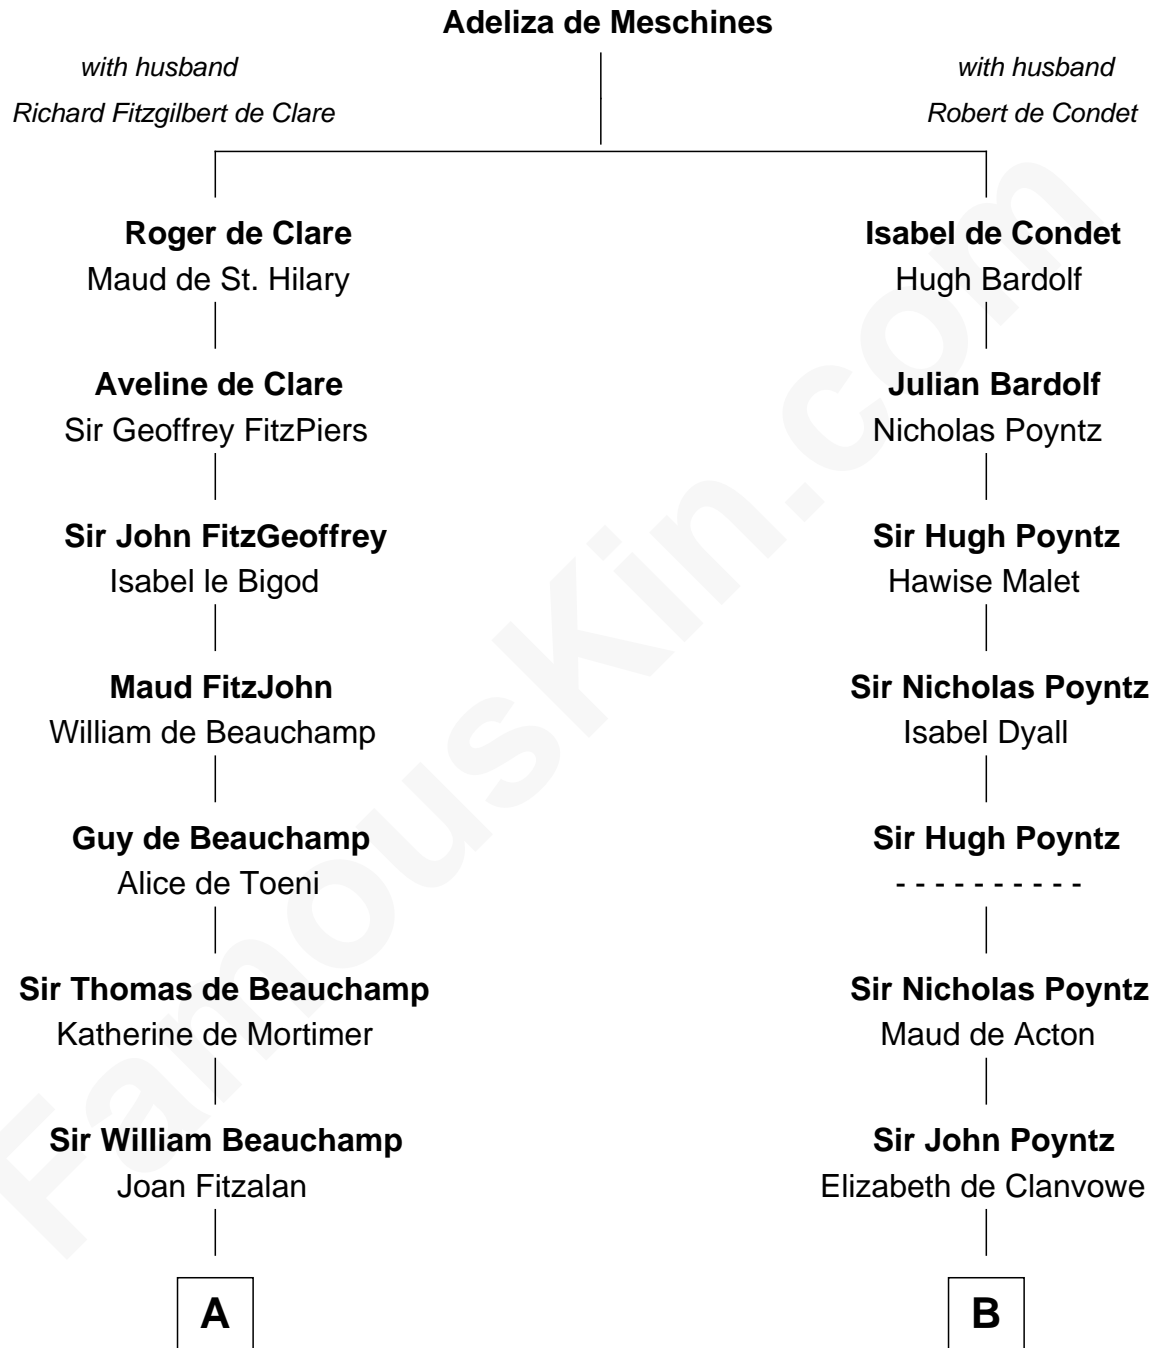 Adeliza de Meschines
with husband
Richard Fitzgilbert de Clare
with husband
Robert de Condet
Roger de Clare
Maud de St. Hilary
Isabel de Condet
Hugh Bardolf
Aveline de Clare
Sir Geoffrey FitzPiers
Julian Bardolf
Nicholas Poyntz
Sir John FitzGeoffrey
Isabel le Bigod
Sir Hugh Poyntz
Hawise Malet
Maud FitzJohn
William de Beauchamp
Sir Nicholas Poyntz
Isabel Dyall
Guy de Beauchamp
Alice de Toeni
Sir Hugh Poyntz
- - - - - - - - - -
Sir Thomas de Beauchamp
Katherine de Mortimer
Sir Nicholas Poyntz
Maud de Acton
Sir William Beauchamp
Joan Fitzalan
Sir John Poyntz
Elizabeth de Clanvowe
A
B
FamousKin.com